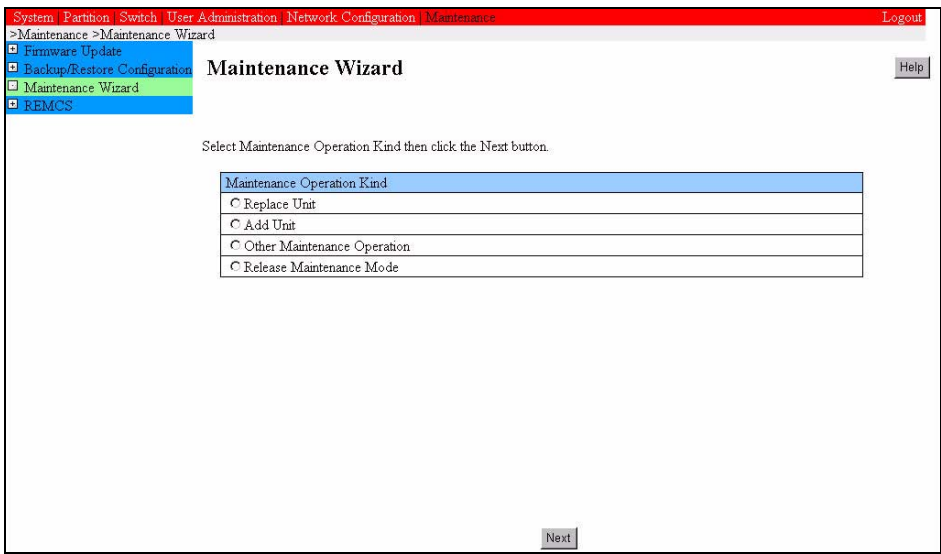 System | Partition | Switch | User Administration | Network Configuration | Maintenance Logout
>Maintenance >Maintenance Wizard
Firmware Update
Backup/Restore Configuration
Maintenance Wizard
REMCS
Maintenance Wizard
Help
Select Maintenance Operation Kind then click the Next button.
Maintenance Operation Kind
Replace Unit
Add Unit
Other Maintenance Operation
Release Maintenance Mode
Next